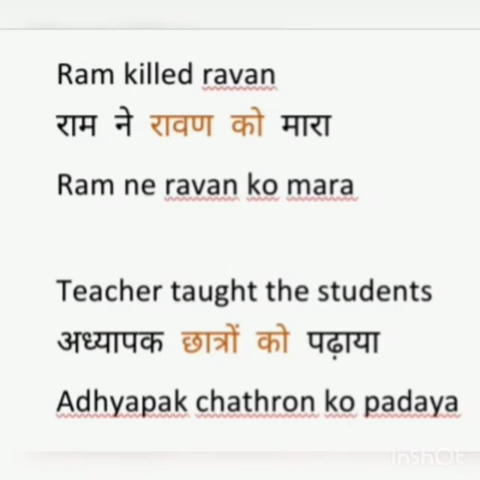 Ram killed ravan
राम ने रावण को मारा
Ram ne ravan ko mara
Teacher taught the students
अध्यापक छात्रों को पढ़ाया
Adhyapak chathron ko padaya
InShOt